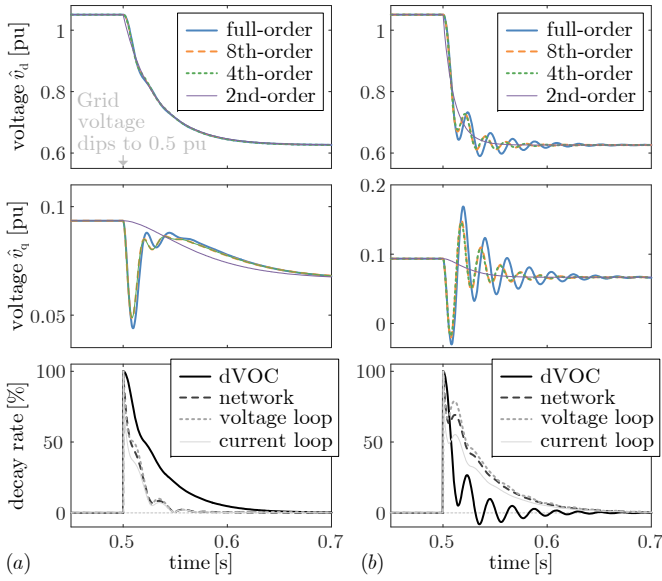 voltage v̂d [pu]
1
0.8
0.6
Grid
voltage
dips to 0.5 pu
full-order
8th-order
4th-order
2nd-order
1
0.8
0.6
full-order
8th-order
4th-order
2nd-order
voltage v̂q [pu]
0.1
0.05
0.2
0.1
0
decay rate [%]
100
50
0
dVOC
network
voltage loop
current loop
0.5 0.6 0.7
time [s]
(a)
100
50
0
dVOC
network
voltage loop
current loop
0.5 0.6 0.7
time [s]
(b)